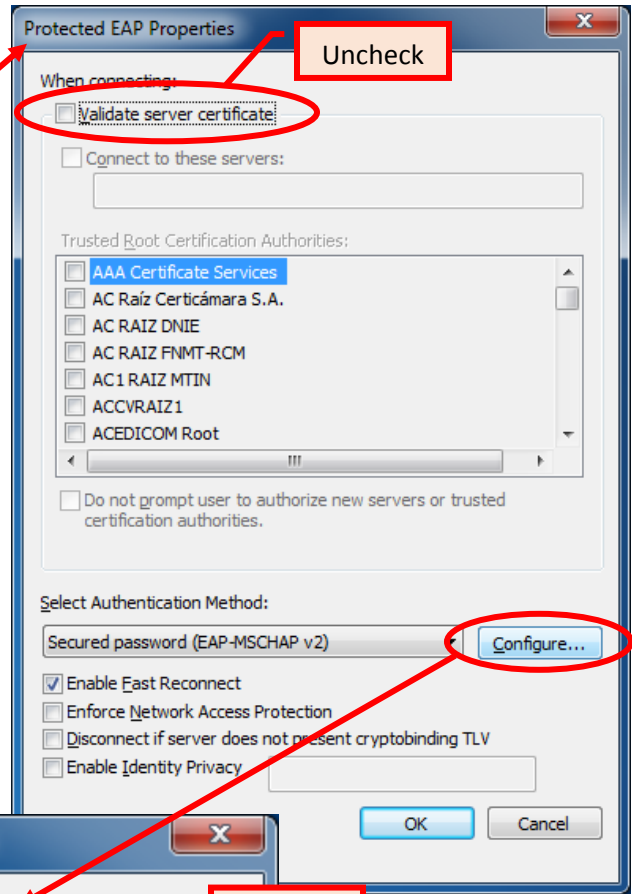 Protected EAP Properties
Uncheck
When connecting:
Validate server certificate
Connect to these servers:
Trusted Root Certification Authorities:
AAA Certificate Services
AC Raíz Certicámara S.A.
AC RAIZ DNIE
AC RAIZ FNMT-RCM
AC1 RAIZ MTIN
ACCVRAIZ1
ACEDICOM Root
Do not prompt user to authorize new servers or trusted
certification authorities.
Select Authentication Method:
Secured password (EAP-MSCHAP v2) Configure...
Enable Fast Reconnect
Enforce Network Access Protection
Disconnect if server does not present cryptobinding TLV
Enable Identity Privacy
OK Cancel